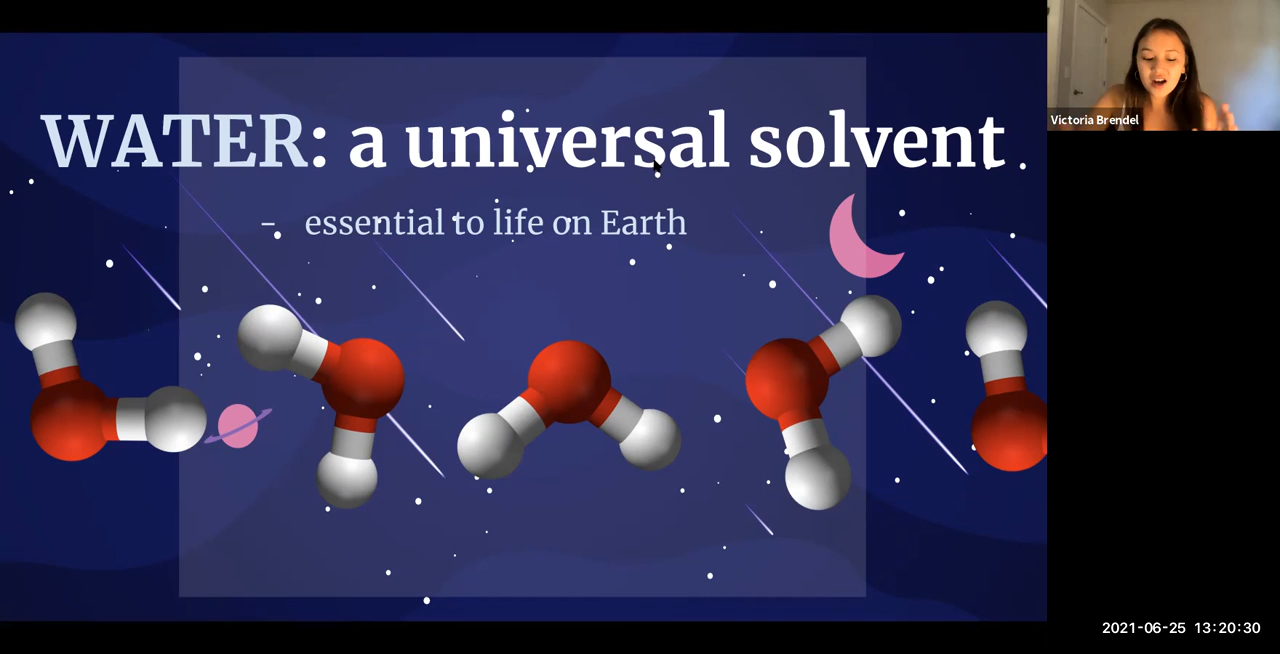 WATER: a universal solvent
- essential to life on Earth
Victoria Brendel
2021-06-25 13:20:30